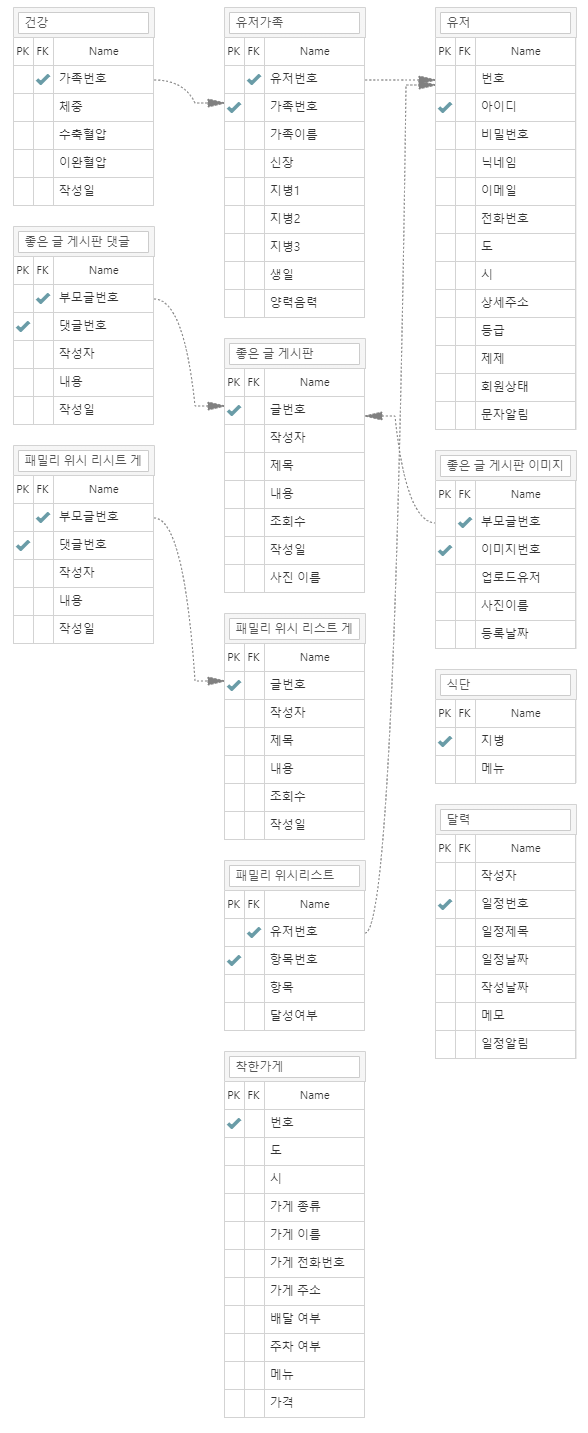 건강
PK FK Name
가족번호
체중
수축혈압
이완혈압
작성일
좋은 글 게시판 댓글
PK FK Name
부모글번호
댓글번호
작성자
내용
작성일
패밀리 위시 리시트 게
PK FK Name
부모글번호
댓글번호
작성자
내용
작성일
유저가족
PK FK Name
유저번호
가족번호
가족이름
신장
지병1
지병2
지병3
생일
양력음력
좋은 글 게시판
PK FK Name
글번호
작성자
제목
내용
조회수
작성일
사진 이름
패밀리 위시 리스트 게
PK FK Name
글번호
작성자
제목
내용
조회수
작성일
패밀리 위시리스트
PK FK Name
유저번호
항목번호
항목
달성여부
착한가게
PK FK Name
번호
도
시
가게 종류
가게 이름
가게 전화번호
가게 주소
배달 여부
주차 여부
메뉴
가격
유저
PK FK Name
번호
아이디
비밀번호
닉네임
이메일
전화번호
도
시
상세주소
등급
제제
회원상태
문자알림
좋은 글 게시판 이미지
PK FK Name
부모글번호
이미지번호
업로드유저
사진이름
등록날짜
식단
PK FK Name
지병
메뉴
달력
PK FK Name
작성자
일정번호
일정제목
일정날짜
작성날짜
메모
일정알림